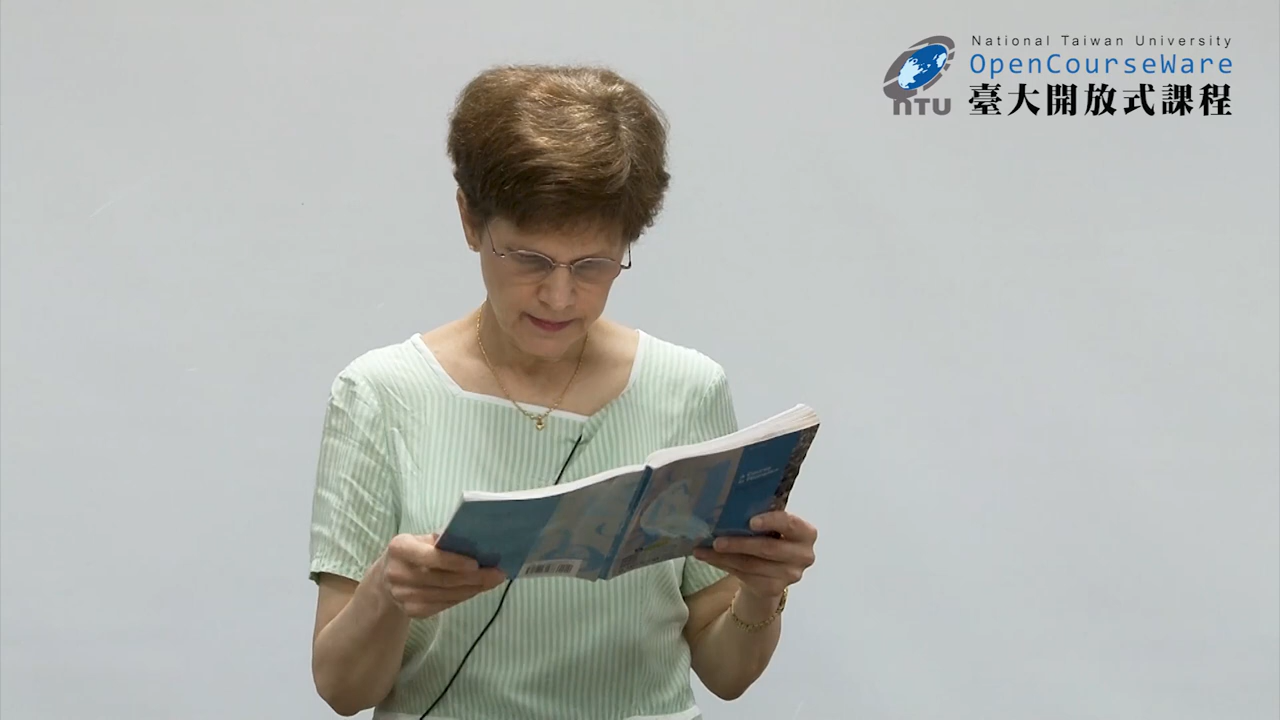 National Taiwan University
OpenCourseWare
臺大開放式課程
NTU